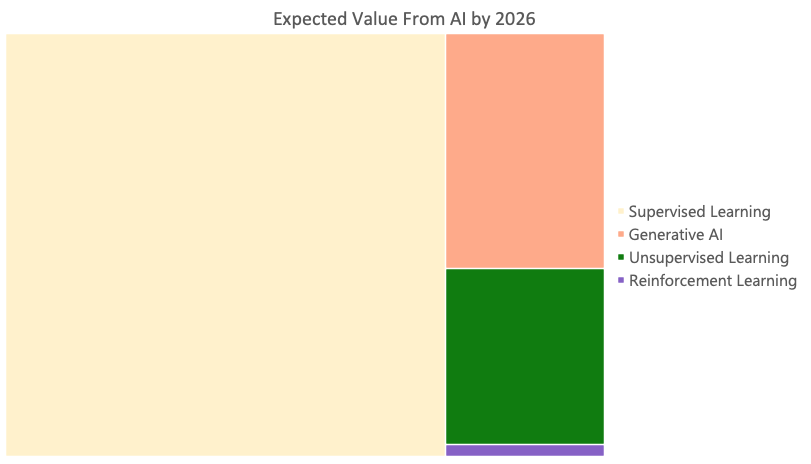 Expected Value From AI by 2026
Supervised Learning
Generative AI
Unsupervised Learning
Reinforcement Learning